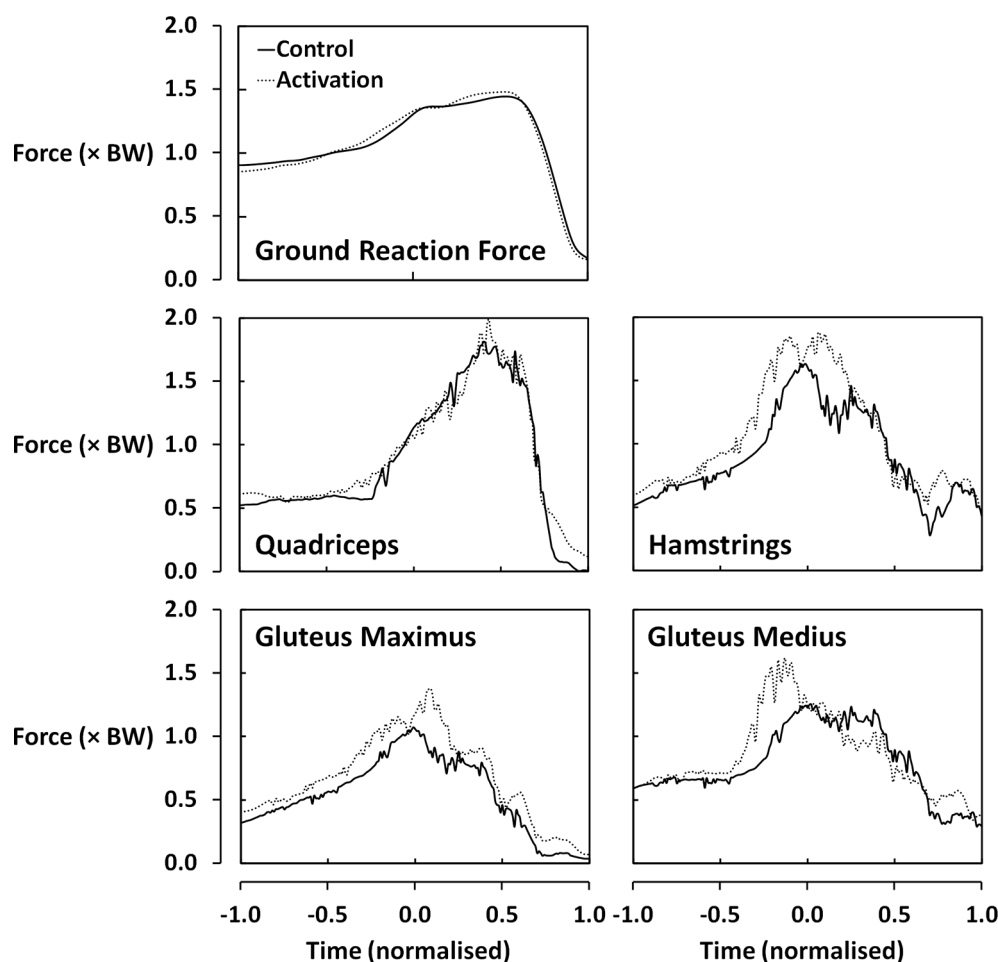 2.0
Control
Activation
1.5
Force (× BW)
1.0
0.5
Ground Reaction Force
0.0
2.0
1.5
Force (× BW)
1.0
0.5
Quadriceps
Hamstrings
0.0
2.0
Gluteus Maximus
Gluteus Medius
1.5
Force (× BW)
1.0
0.5
0.0
-1.0 -0.5 0.0 0.5 1.0 -1.0 -0.5 0.0 0.5 1.0
Time (normalised) Time (normalised)